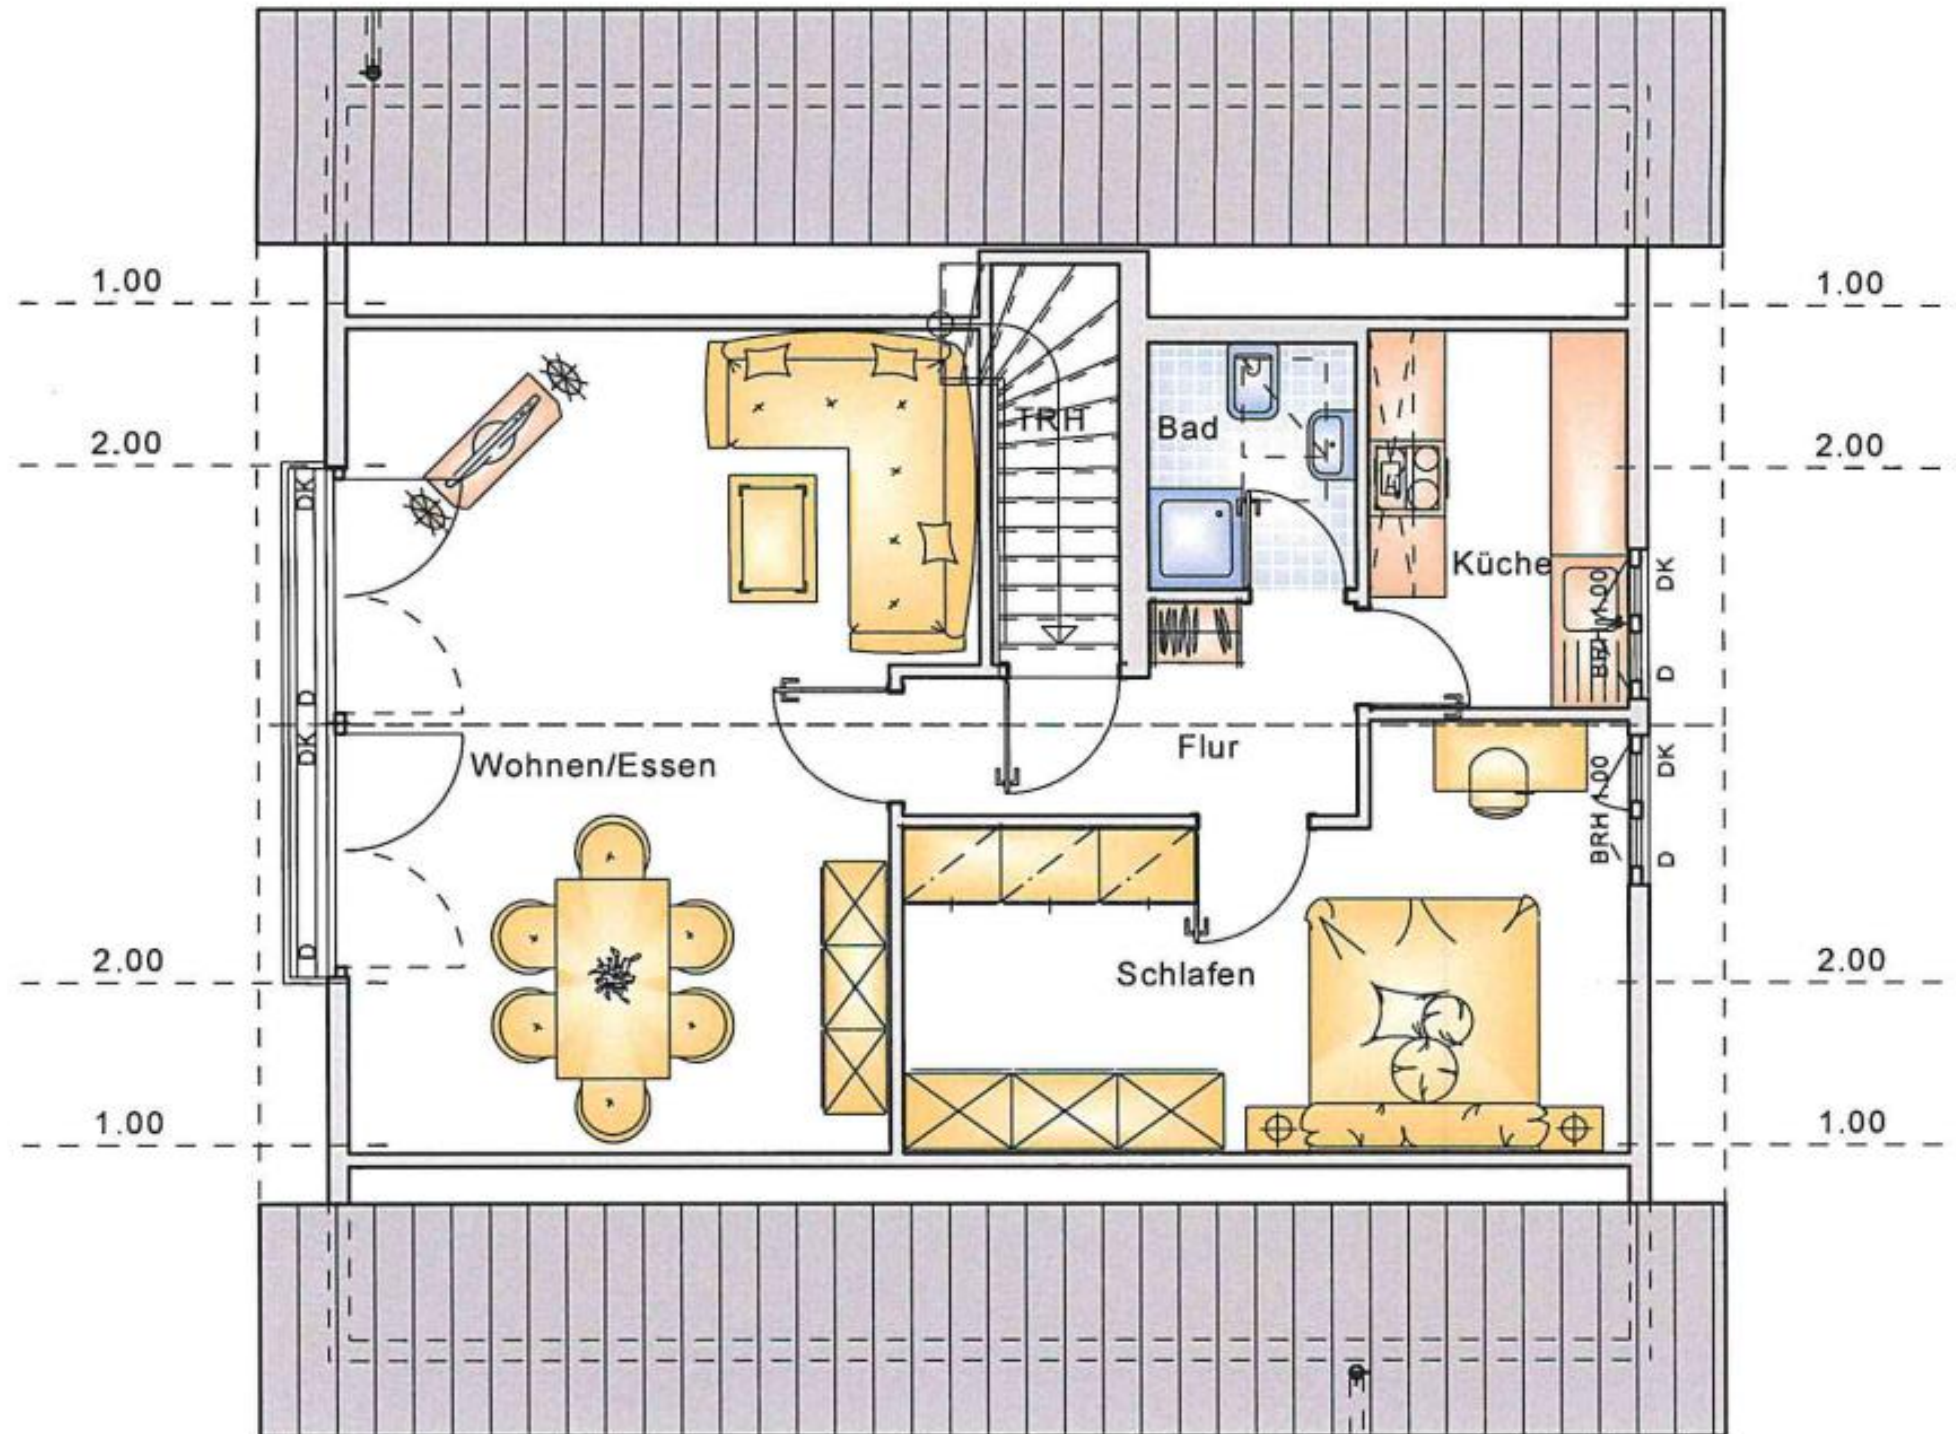 1.00
1.00
2.00
2.00
TRH
Bad
DK
Küche
DK
BRH 1.00
D
D
DK
Wohnen/Essen
Flur
DK
BRH 1.00
D
D
Schlafen
2.00
2.00
1.00
1.00